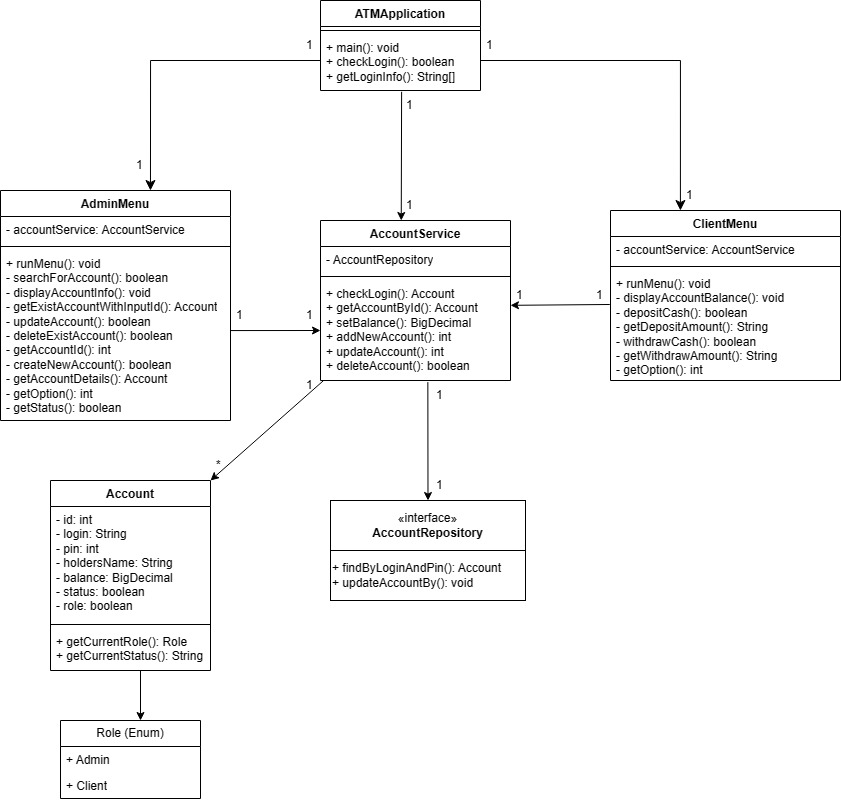 ATMApplication
+ main(): void
+ checkLogin(): boolean
+ getLoginInfo(): String[]
1
1
1
1
1
1
AdminMenu
- accountService: AccountService
+ runMenu(): void
- searchForAccount(): boolean
- displayAccountInfo(): void
- getExistAccountWithInputId(): Account
- updateAccount(): boolean
- deleteExistAccount(): boolean
- getAccountId(): int
- createNewAccount(): boolean
- getAccountDetails(): Account
- getOption(): int
- getStatus(): boolean
1
1
AccountService
- AccountRepository
+ checkLogin(): Account
+ getAccountById(): Account
+ setBalance(): BigDecimal
+ addNewAccount(): int
+ updateAccount(): int
+ deleteAccount(): boolean
1
1
ClientMenu
- accountService: AccountService
+ runMenu(): void
- displayAccountBalance(): void
- depositCash(): boolean
- getDepositAmount(): String
- withdrawCash(): boolean
- getWithdrawAmount(): String
- getOption(): int
1
*
1
1
Account
- id: int
- login: String
- pin: int
- holdersName: String
- balance: BigDecimal
- status: boolean
- role: boolean
+ getCurrentRole(): Role
+ getCurrentStatus(): String
«interface»
AccountRepository
+ findByLoginAndPin(): Account
+ updateAccountBy(): void
Role (Enum)
+ Admin
+ Client